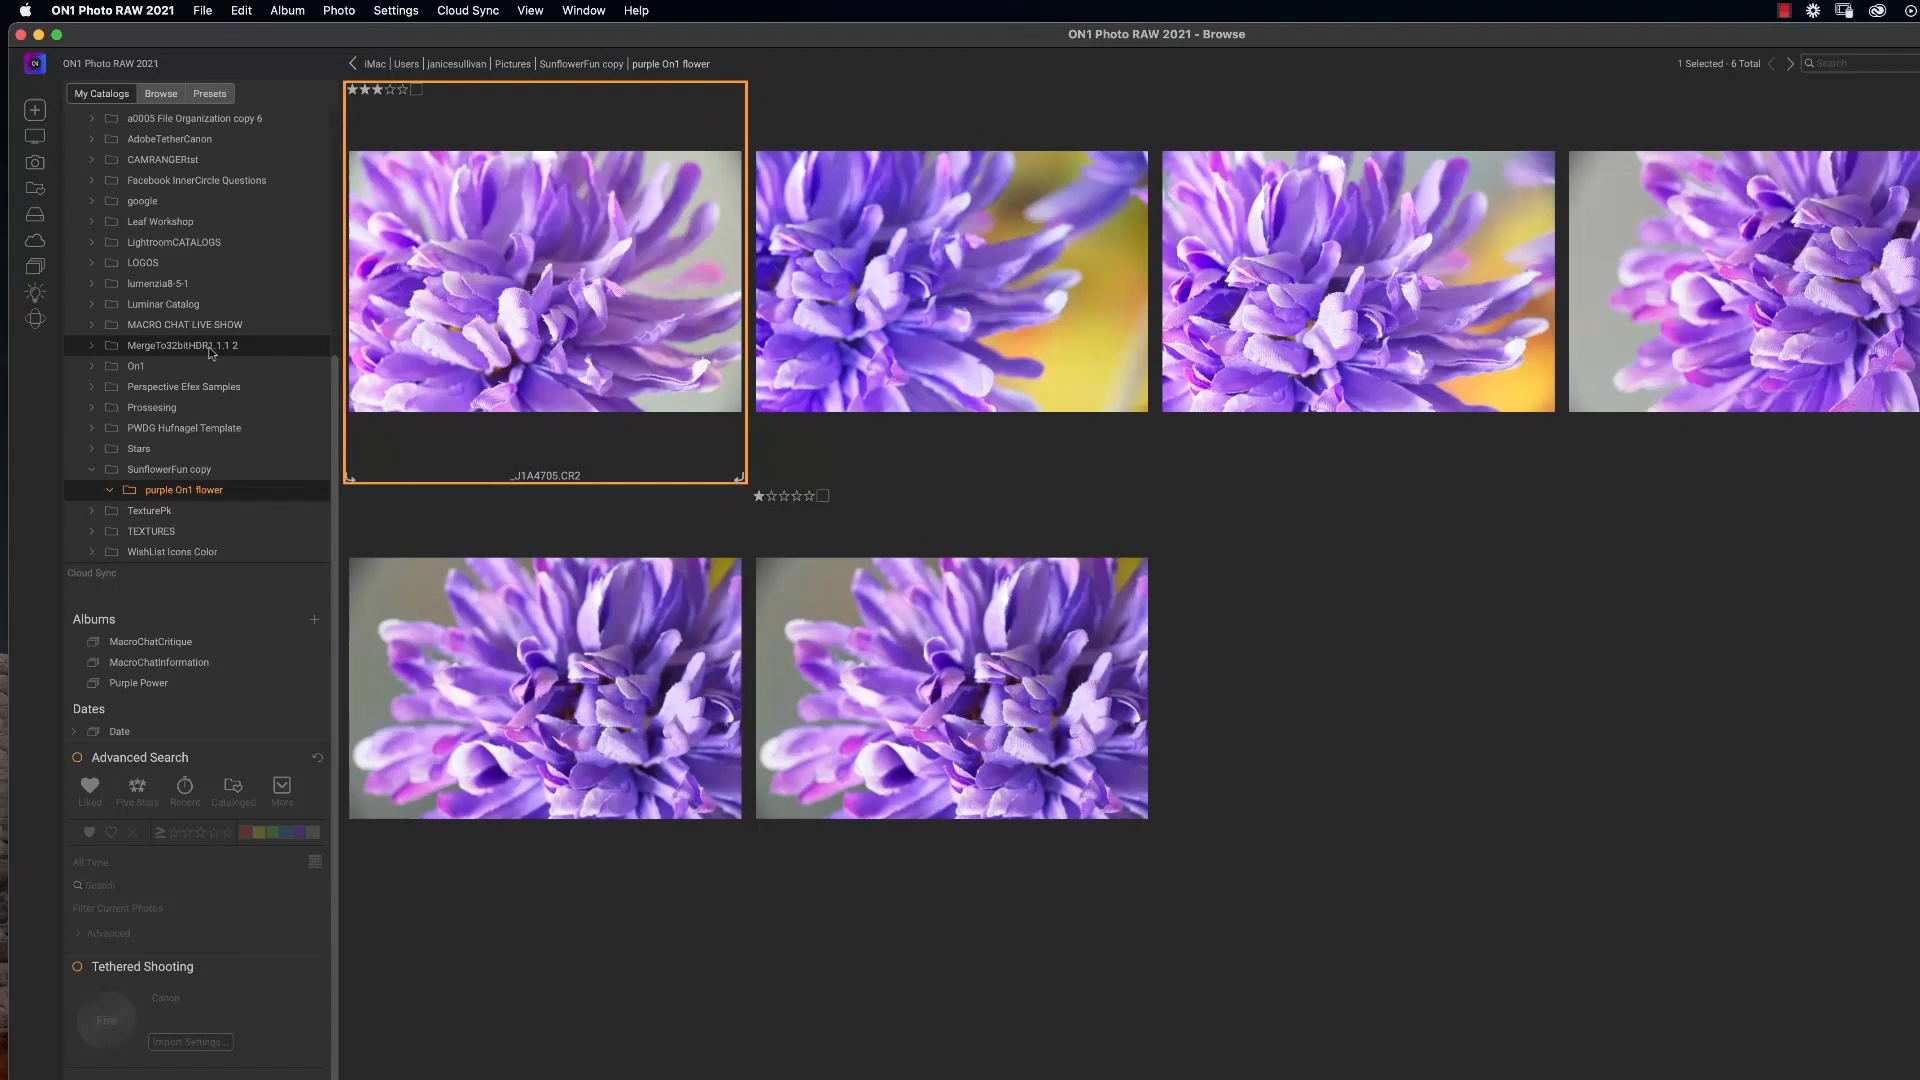 ON1 Photo RAW 2021 File Edit Album Photo Settings Cloud Sync View Window Help
ON1 Photo RAW 2021 - Browse
ON1 Photo RAW 2021
iMac | Users | janicesullivan | Pictures | SunflowerFun copy | purple On1 flower
1 Selected - 6 Total
Search
My Catalogs Browse Presets
a0005 File Organization copy 6
AdobeTetherCanon
CAMRANGERtst
Facebook InnerCircle Questions
google
Leaf Workshop
LightroomCATALOGS
LOGOS
lumenzia8-5-1
Luminar Catalog
MACRO CHAT LIVE SHOW
MergeTo32bitHDR1.1.1 2
On1
Perspective Efex Samples
Prossesing
PWDG Hufnagel Template
Stars
SunflowerFun copy
purple On1 flower
TexturePk
TEXTURES
WishList Icons Color
_J1A4705.CR2
Cloud Sync
Albums
MacroChatCritique
MacroChatInformation
Purple Power
Dates
Date
Advanced Search
Liked Five Stars Recent Cataloged More
All Time
Search
Filter Current Photos
Advanced
Tethered Shooting
Canon
Fire
Import Settings...